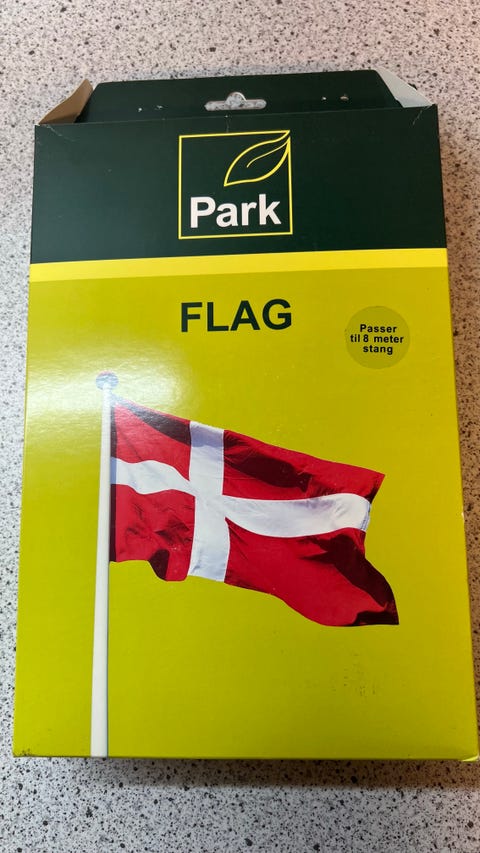 Park
FLAG
Passer
til 8 meter
stang